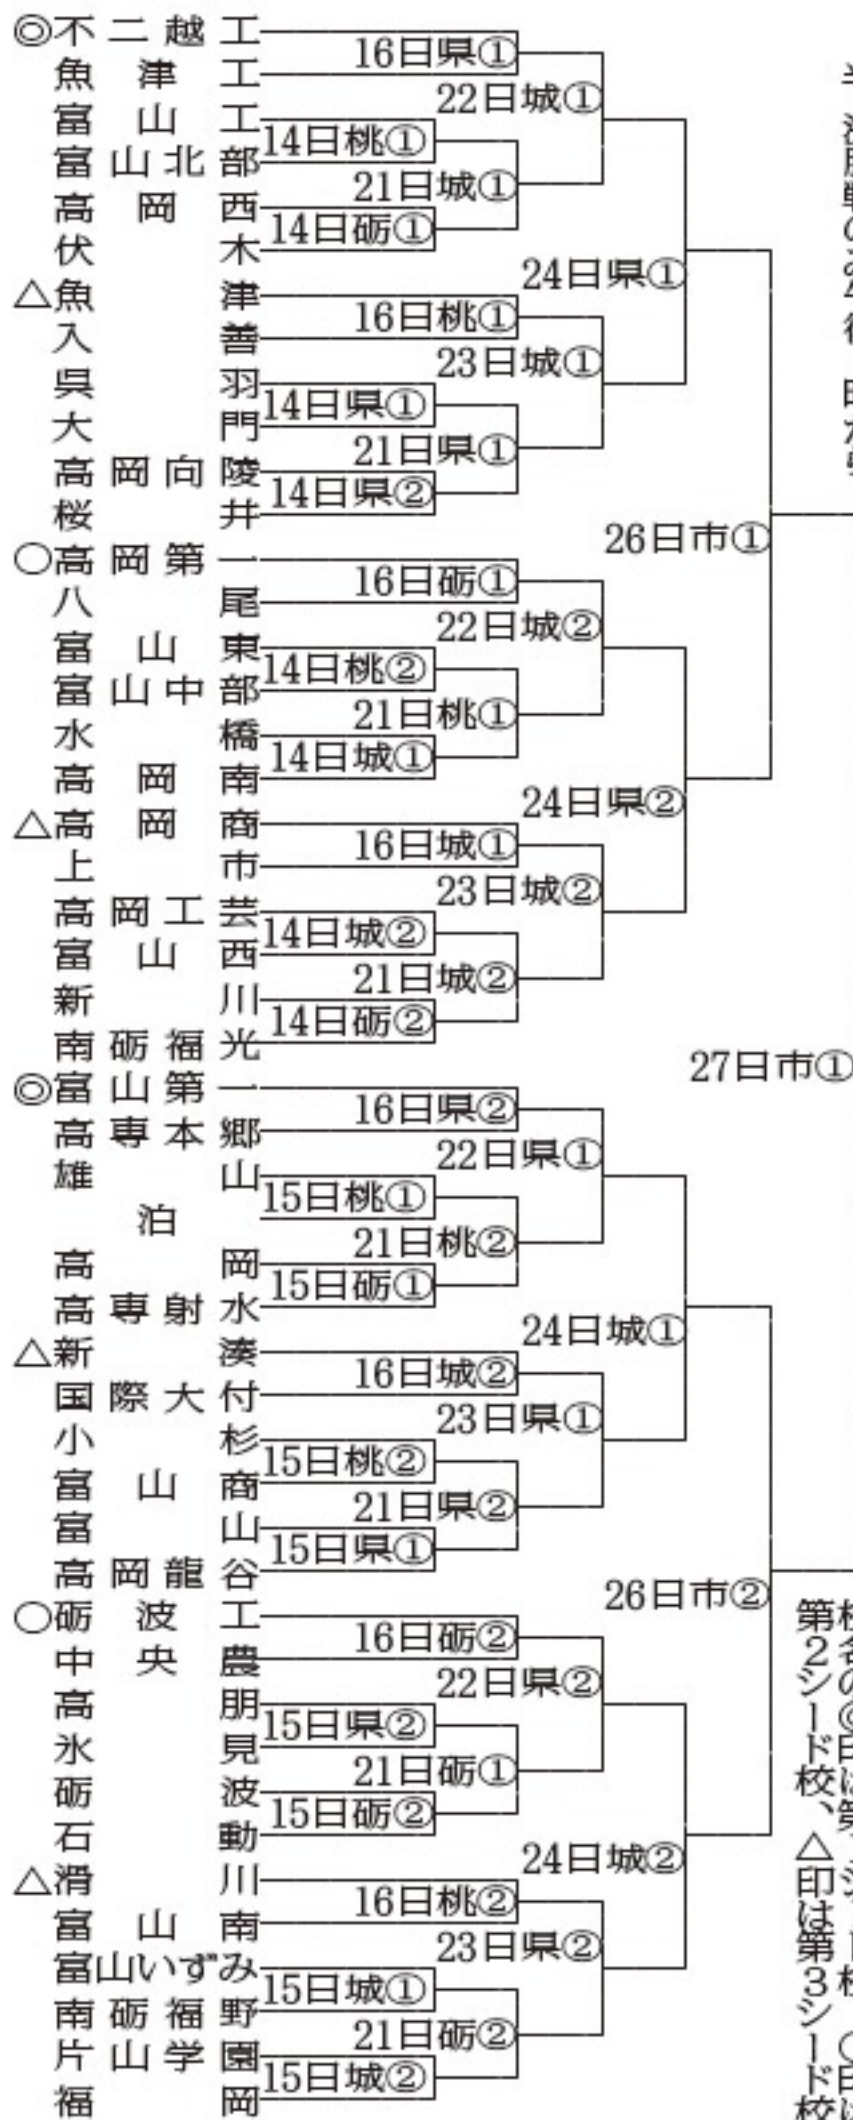 ◎不二越工
16日県①
魚津工
22日城①
富山工
14日桃①
富山北部
21日城①
高岡西
14日砺①
伏木
24日県①
△魚津
16日桃①
入善
23日城①
呉羽
14日県①
大門
21日県①
高岡向陵
14日県②
桜井
26日市①
○高岡第一
16日砺①
八尾
22日城②
富山東
14日桃②
富山中部
21日桃①
水橋
14日城①
高岡南
24日県②
△高岡商
16日城①
上市
23日城②
高岡工芸
14日城②
富山西
21日城②
新川
14日砺②
南砺福光
27日市①
◎富山第一
16日県②
高専本郷
22日県①
雄山
15日桃①
泊
21日桃②
高岡
15日砺①
高専射水
24日城①
△新湊
16日城②
国際大付
23日県①
小杉
15日桃②
富山商
21日県②
富山
15日県①
高岡龍谷
26日市②
○砺波工
16日砺②
中央農
22日県②
高朋
15日県②
氷見
21日砺①
砺波
15日砺②
石動
24日城②
△滑川
16日桃②
富山南
23日県②
富山いずみ
15日城①
南砺福野
21日砺②
片山学園
15日城②
福岡
第2シード校、△印は第3シード校